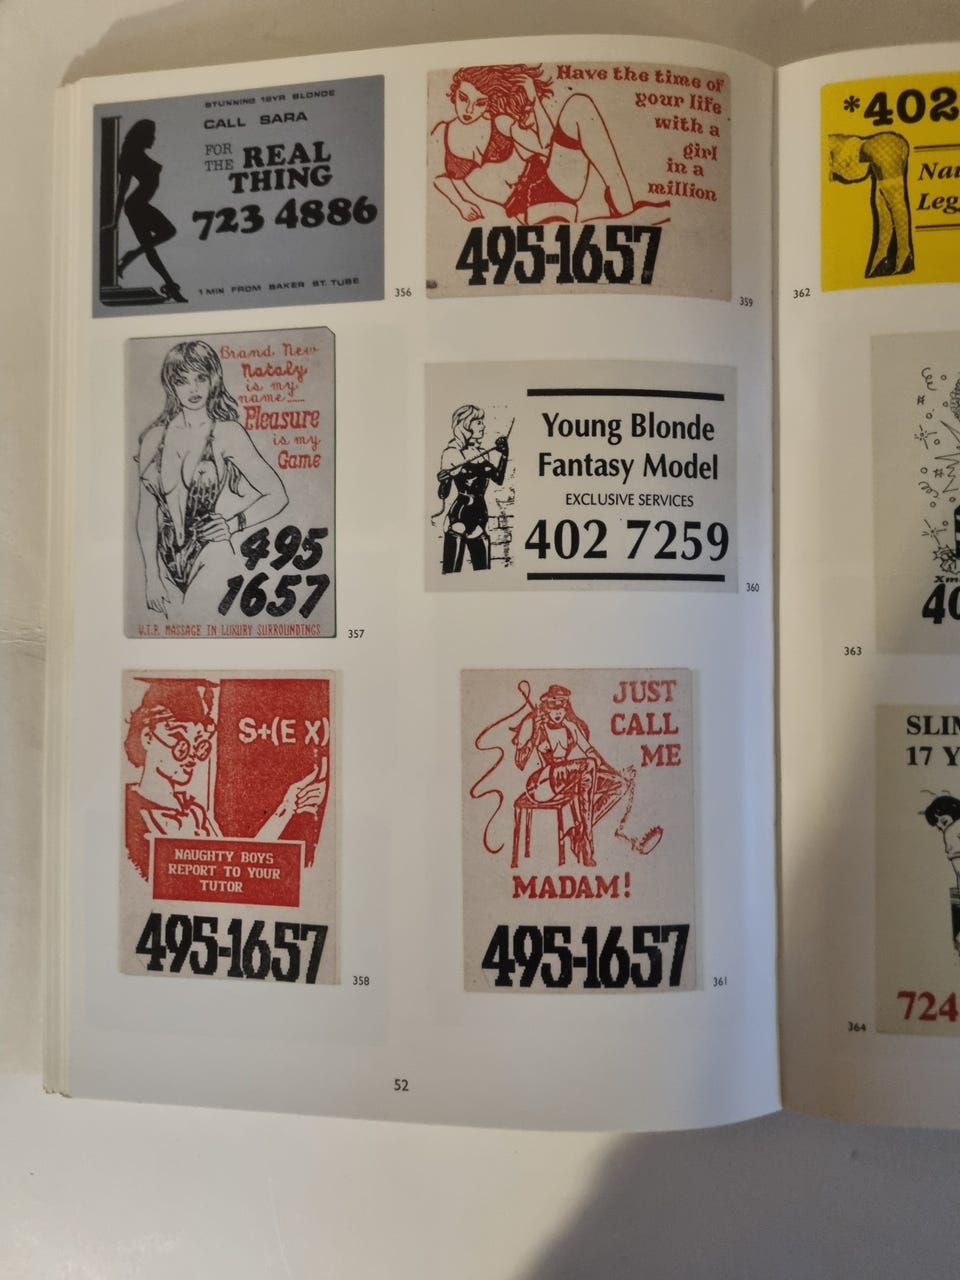 STUNNING 18YR BLONDE
CALL SARA
FOR THE REAL
THING
723 4886
1 MIN FROM BAKER ST. TUBE
356
Brand New
Nataly
is my
name.....
Pleasure
is my
Game
495
1657
V.I.P. MASSAGE IN LUXURY SURROUNDINGS
357
S+(E X)
NAUGHTY BOYS
REPORT TO YOUR
TUTOR
495-1657
358
Have the time of
your life
with a
girl
in a
million
495-1657
359
Young Blonde
Fantasy Model
EXCLUSIVE SERVICES
402 7259
360
JUST
CALL
ME
MADAM!
495-1657
361
52
*402
362
363
17 Y
724
364